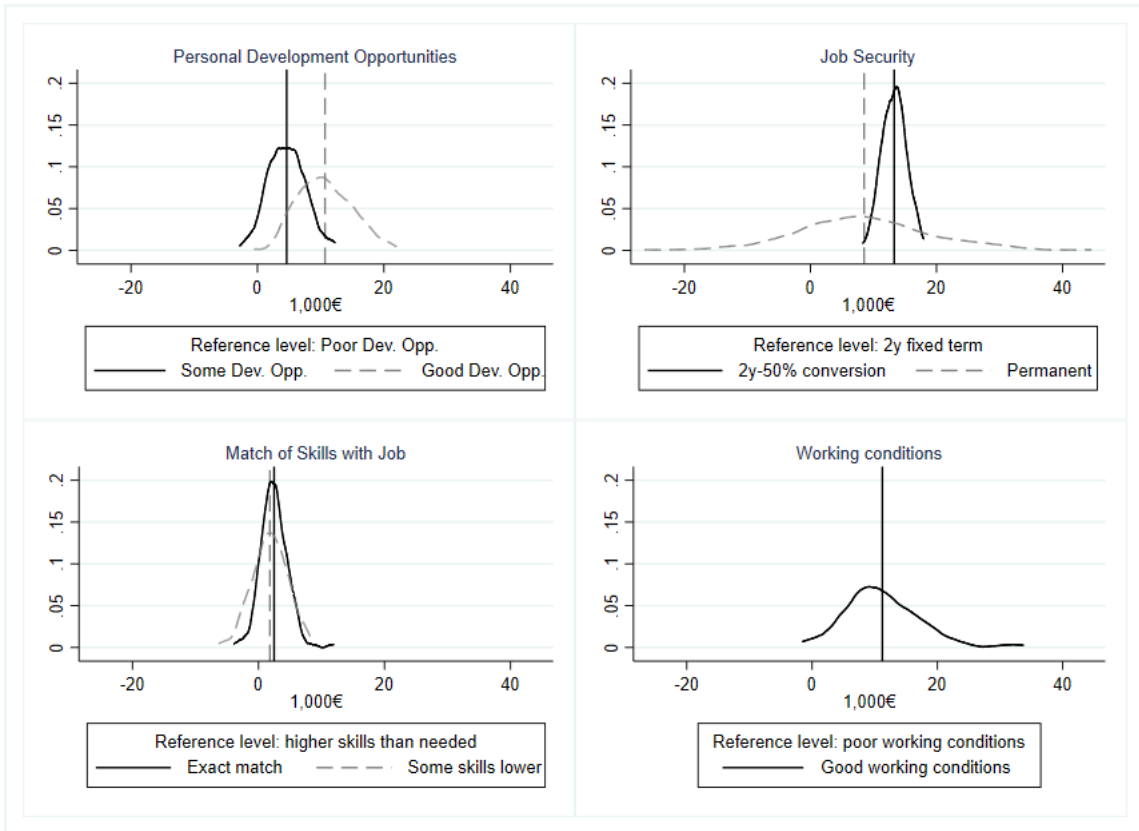 Personal Development Opportunities
.2
.15
.1
.05
0
-20 0 20 40
1,000€
Reference level: Poor Dev. Opp.
Some Dev. Opp. Good Dev. Opp.
Job Security
.2
.15
.1
.05
0
-20 0 20 40
1,000€
Reference level: 2y fixed term
2y-50% conversion Permanent
Match of Skills with Job
.2
.15
.1
.05
0
-20 0 20 40
1,000€
Reference level: higher skills than needed
Exact match Some skills lower
Working conditions
.2
.15
.1
.05
0
-20 0 20 40
1,000€
Reference level: poor working conditions
Good working conditions